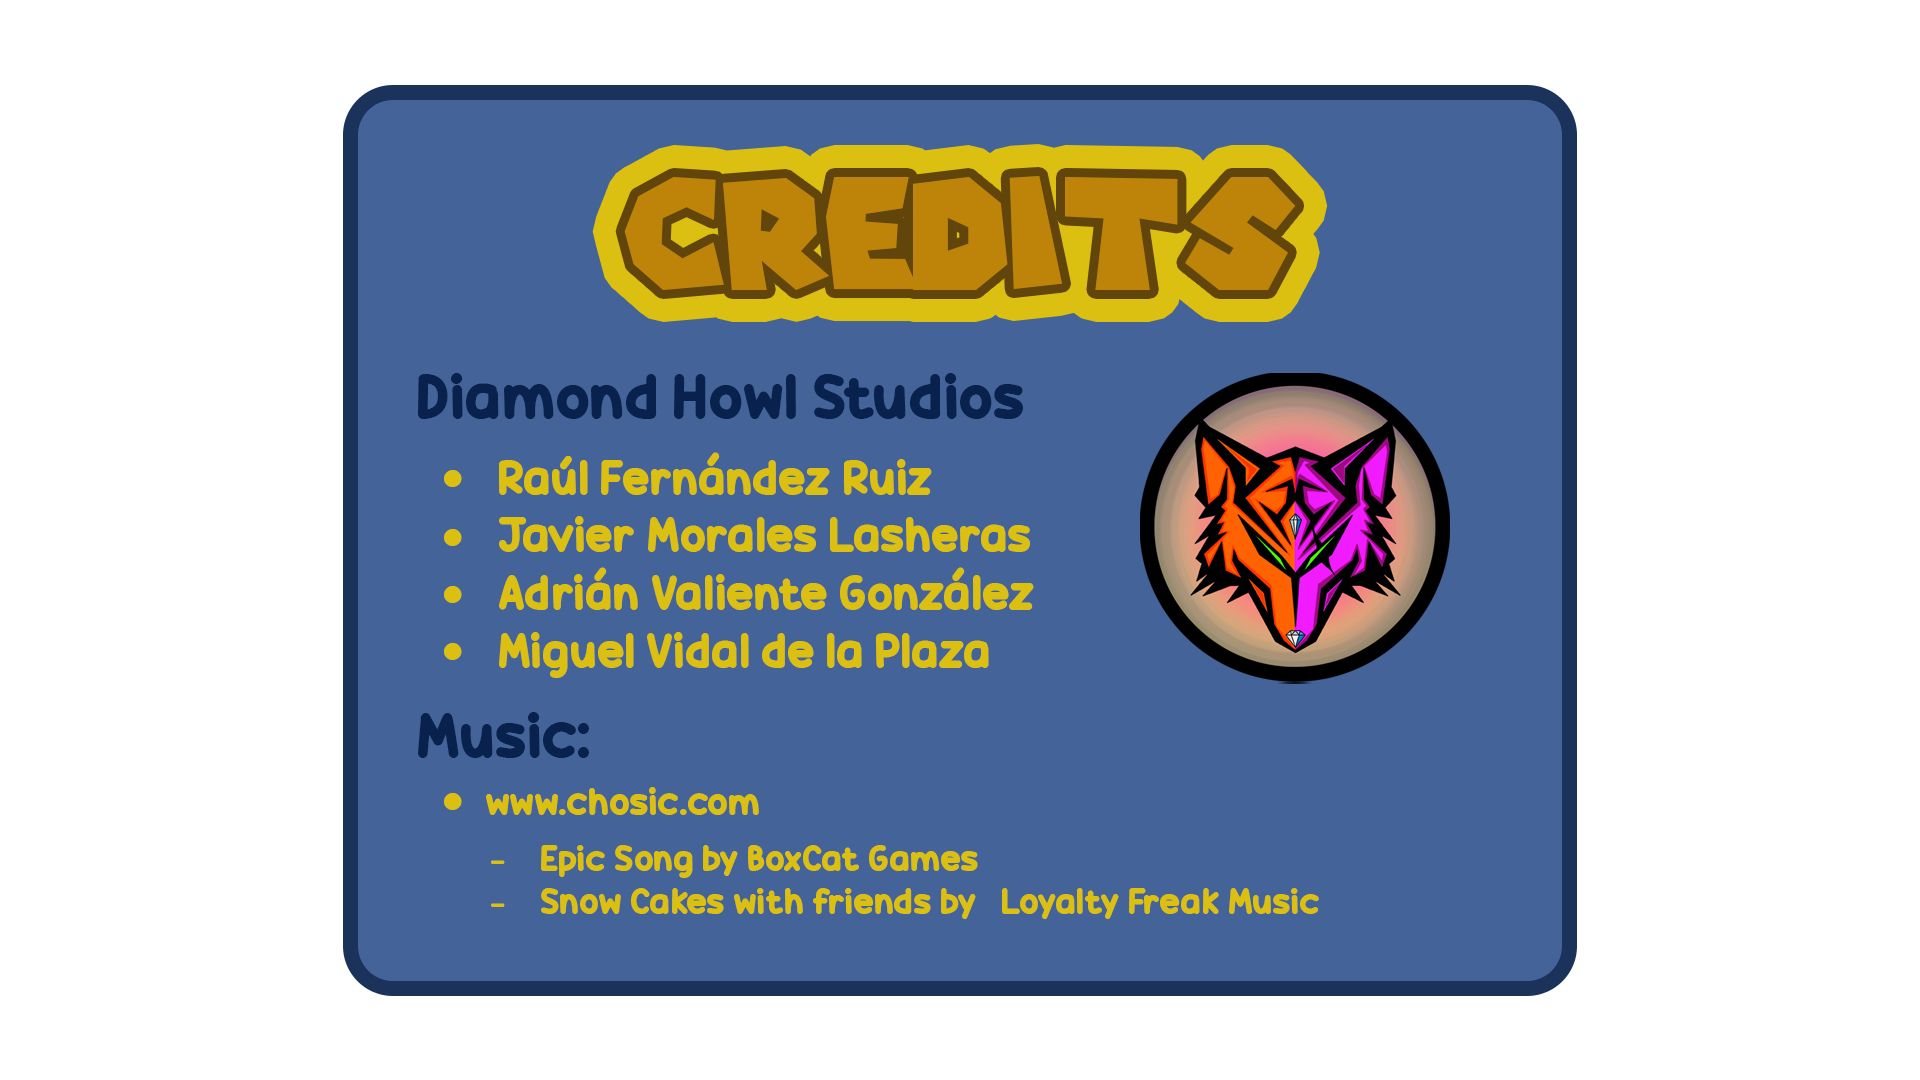 CREDITS
Diamond Howl Studios
• Raúl Fernández Ruiz
• Javier Morales Lasheras
• Adrián Valiente González
• Miguel Vidal de la Plaza
Music:
• www.chosic.com
- Epic Song by BoxCat Games
- Snow Cakes with friends by Loyalty Freak Music